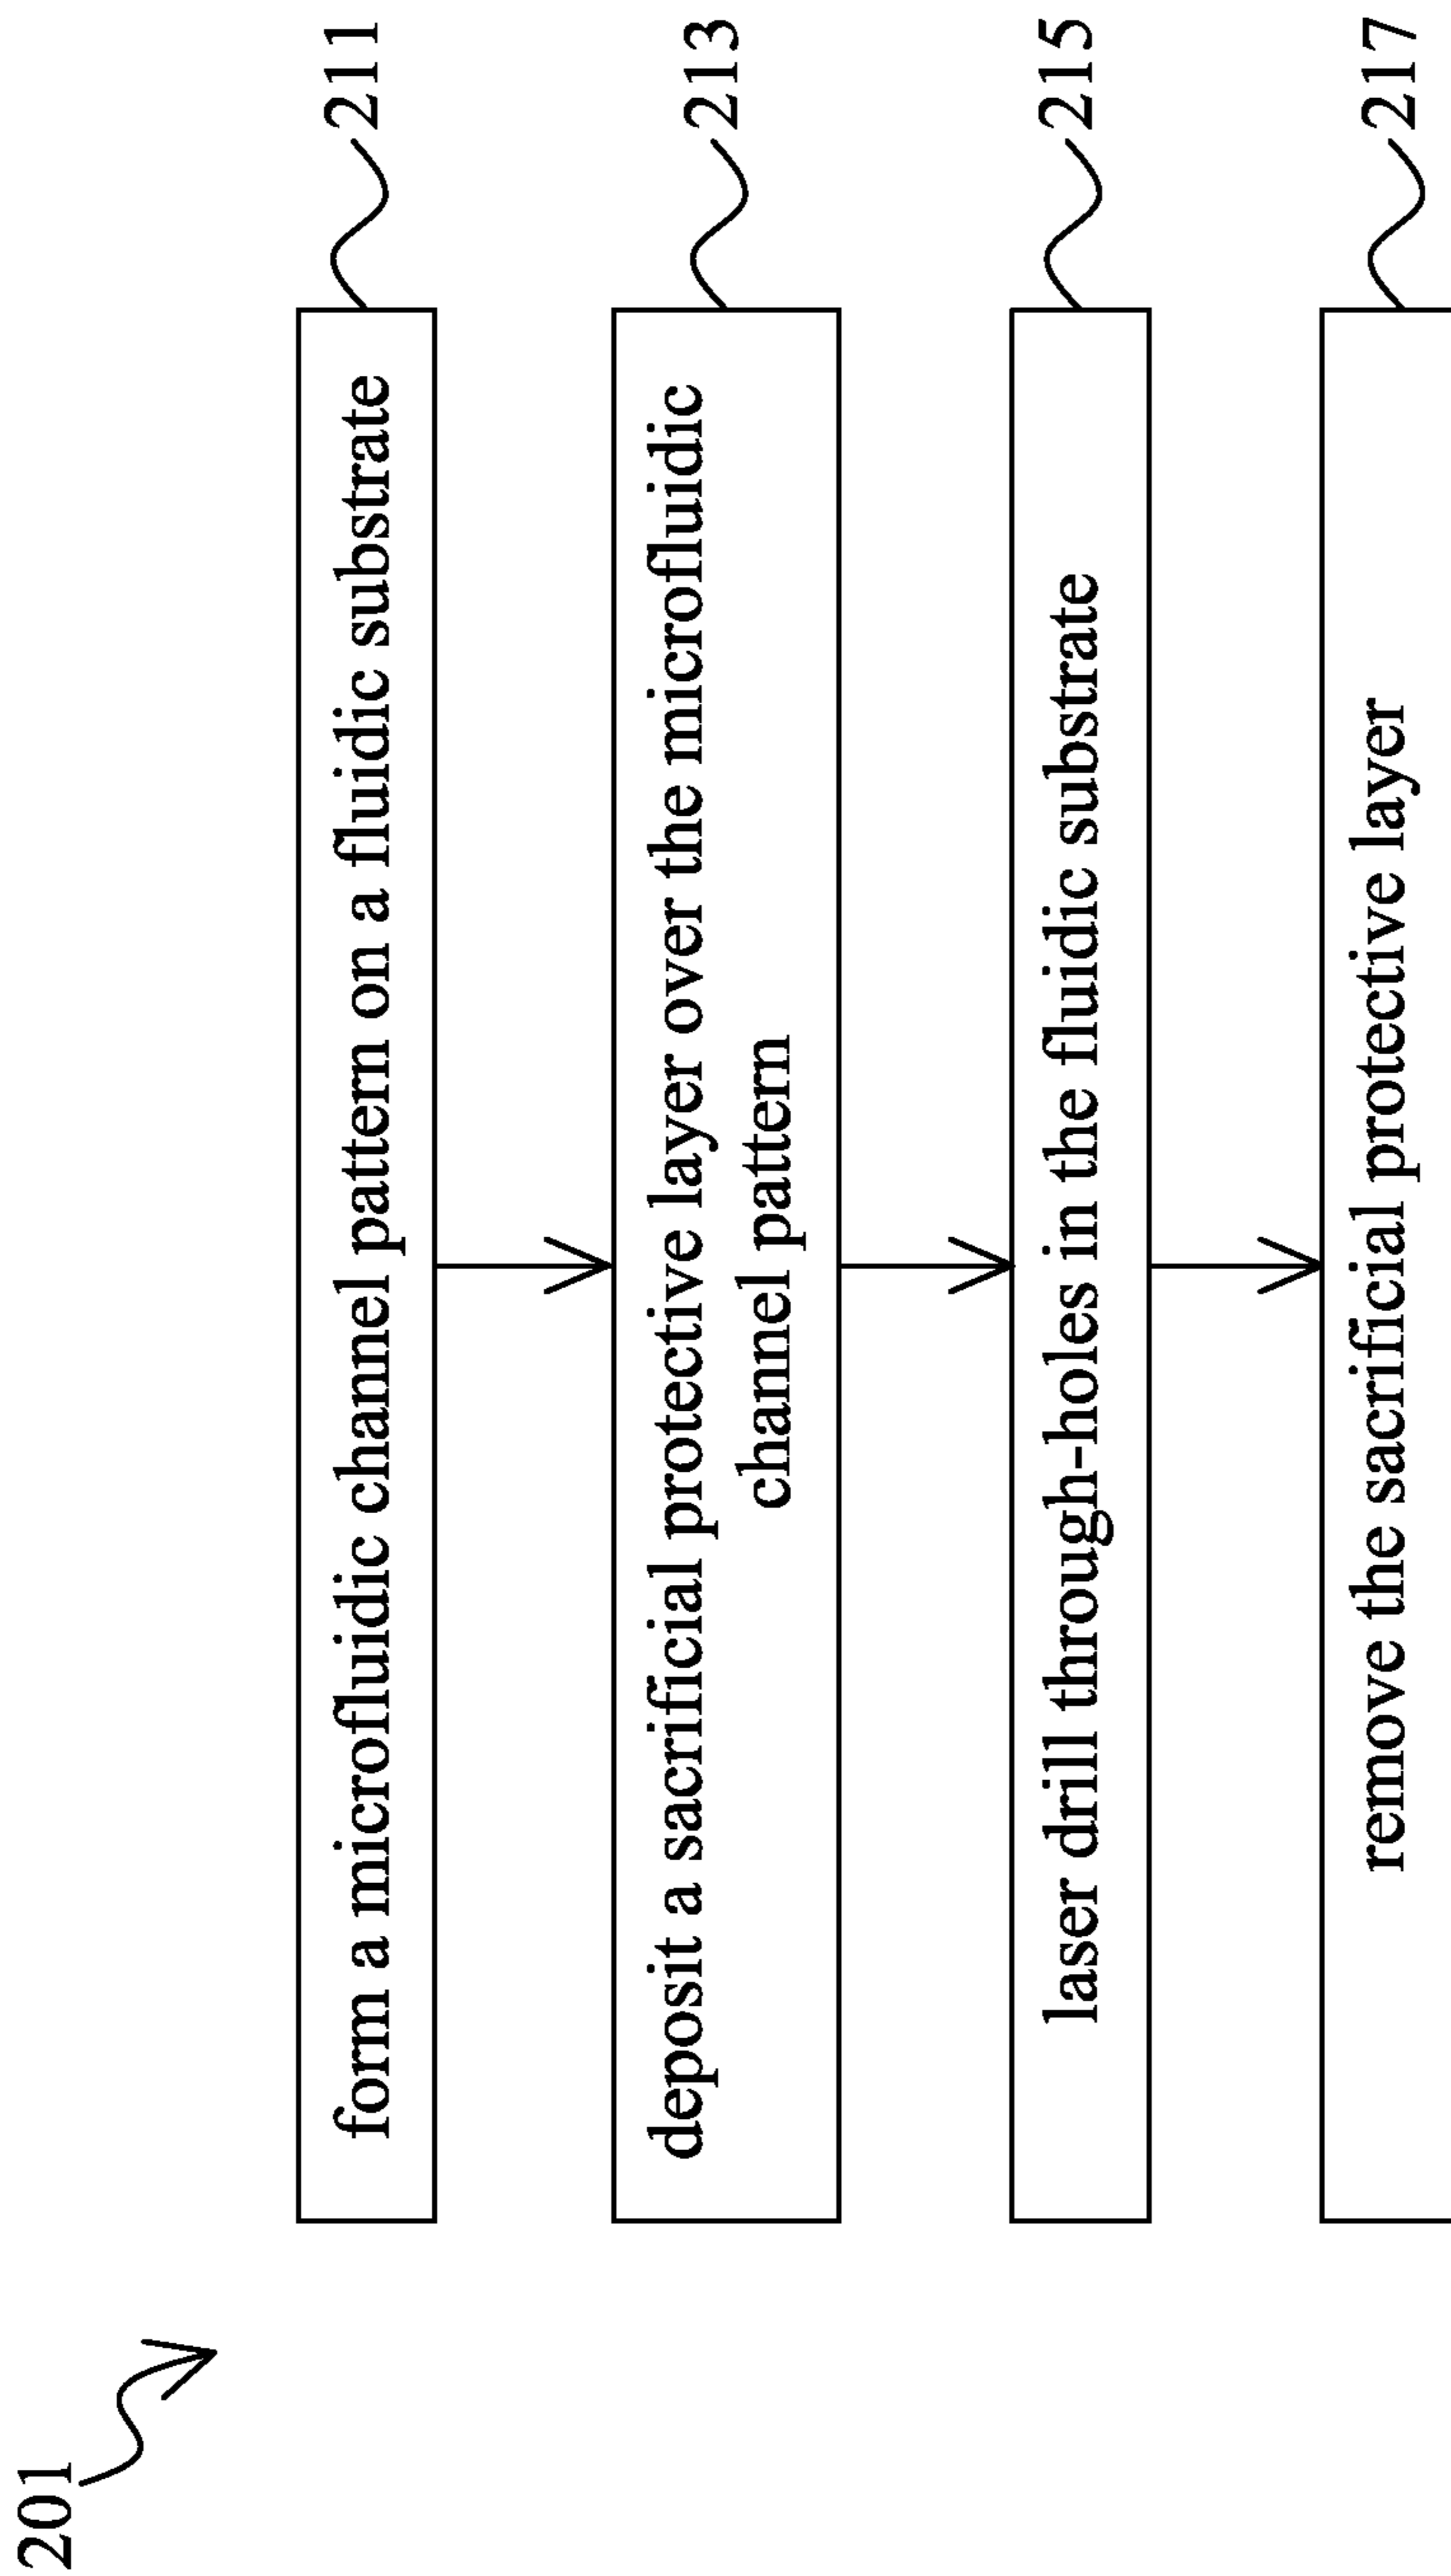 201
form a microfluidic channel pattern on a fluidic substrate
211
deposit a sacrificial protective layer over the microfluidic
channel pattern
213
laser drill through-holes in the fluidic substrate
215
remove the sacrificial protective layer
217